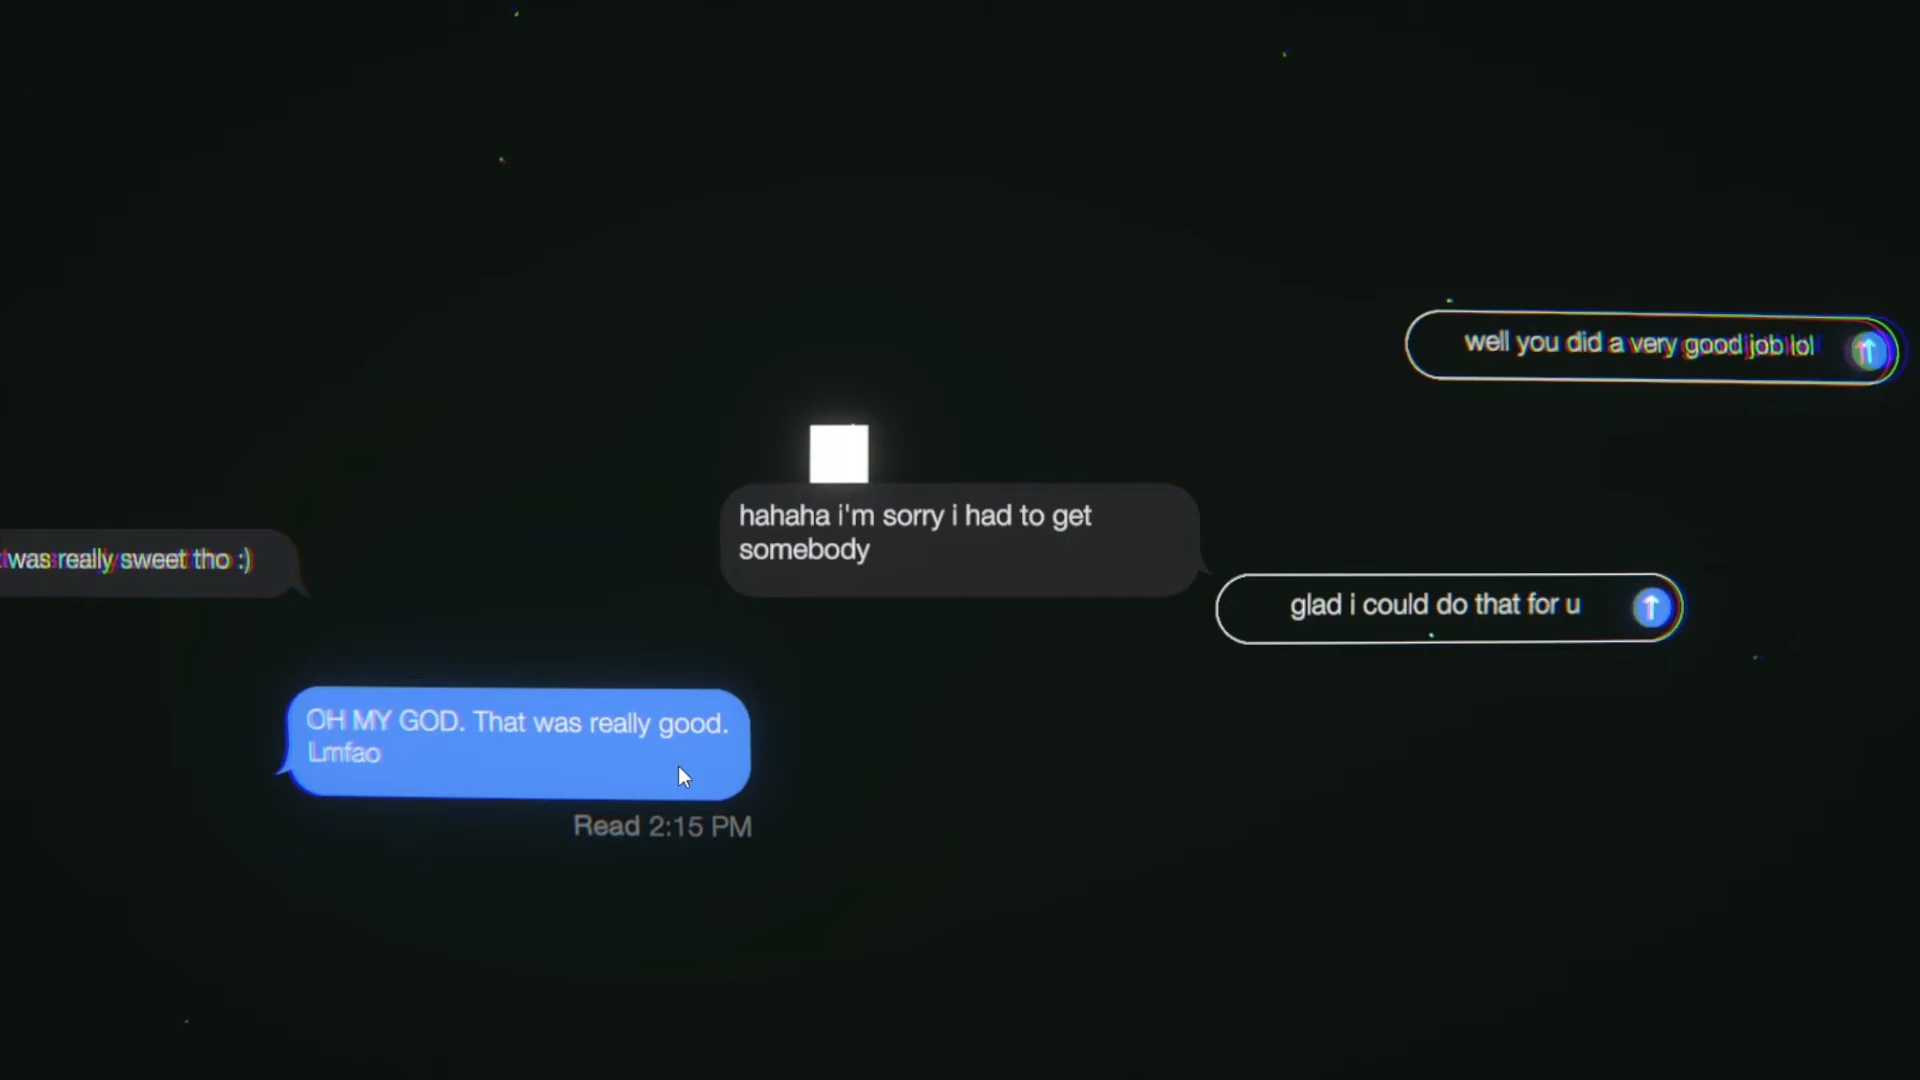 well you did a very good job lol
hahaha i'm sorry i had to get
somebody
was really sweet tho :)
glad i could do that for u
OH MY GOD. That was really good.
Lmfao
Read 2:15 PM